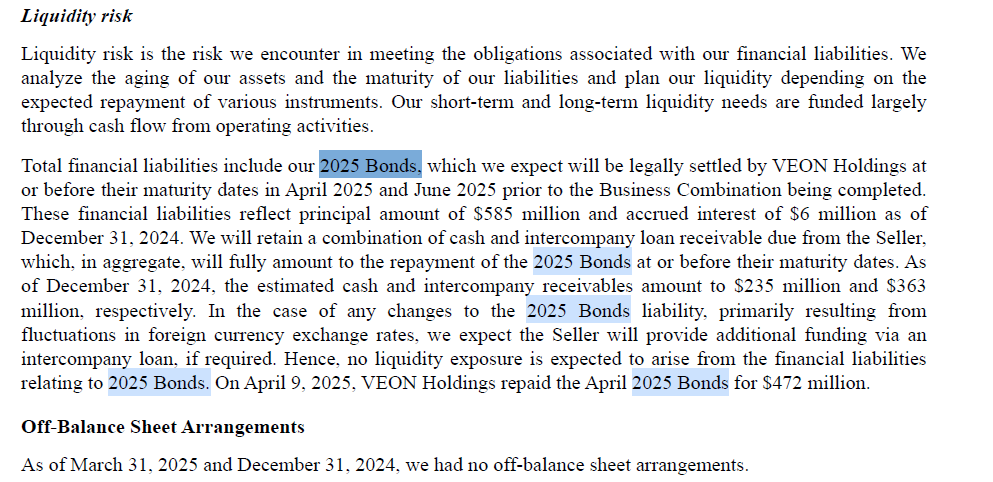 Liquidity risk
Liquidity risk is the risk we encounter in meeting the obligations associated with our financial liabilities. We
analyze the aging of our assets and the maturity of our liabilities and plan our liquidity depending on the
expected repayment of various instruments. Our short-term and long-term liquidity needs are funded largely
through cash flow from operating activities.
Total financial liabilities include our 2025 Bonds, which we expect will be legally settled by VEON Holdings at
or before their maturity dates in April 2025 and June 2025 prior to the Business Combination being completed.
These financial liabilities reflect principal amount of $585 million and accrued interest of $6 million as of
December 31, 2024. We will retain a combination of cash and intercompany loan receivable due from the Seller,
which, in aggregate, will fully amount to the repayment of the 2025 Bonds at or before their maturity dates. As
of December 31, 2024, the estimated cash and intercompany receivables amount to $235 million and $363
million, respectively. In the case of any changes to the 2025 Bonds liability, primarily resulting from
fluctuations in foreign currency exchange rates, we expect the Seller will provide additional funding via an
intercompany loan, if required. Hence, no liquidity exposure is expected to arise from the financial liabilities
relating to 2025 Bonds. On April 9, 2025, VEON Holdings repaid the April 2025 Bonds for $472 million.
Off-Balance Sheet Arrangements
As of March 31, 2025 and December 31, 2024, we had no off-balance sheet arrangements.